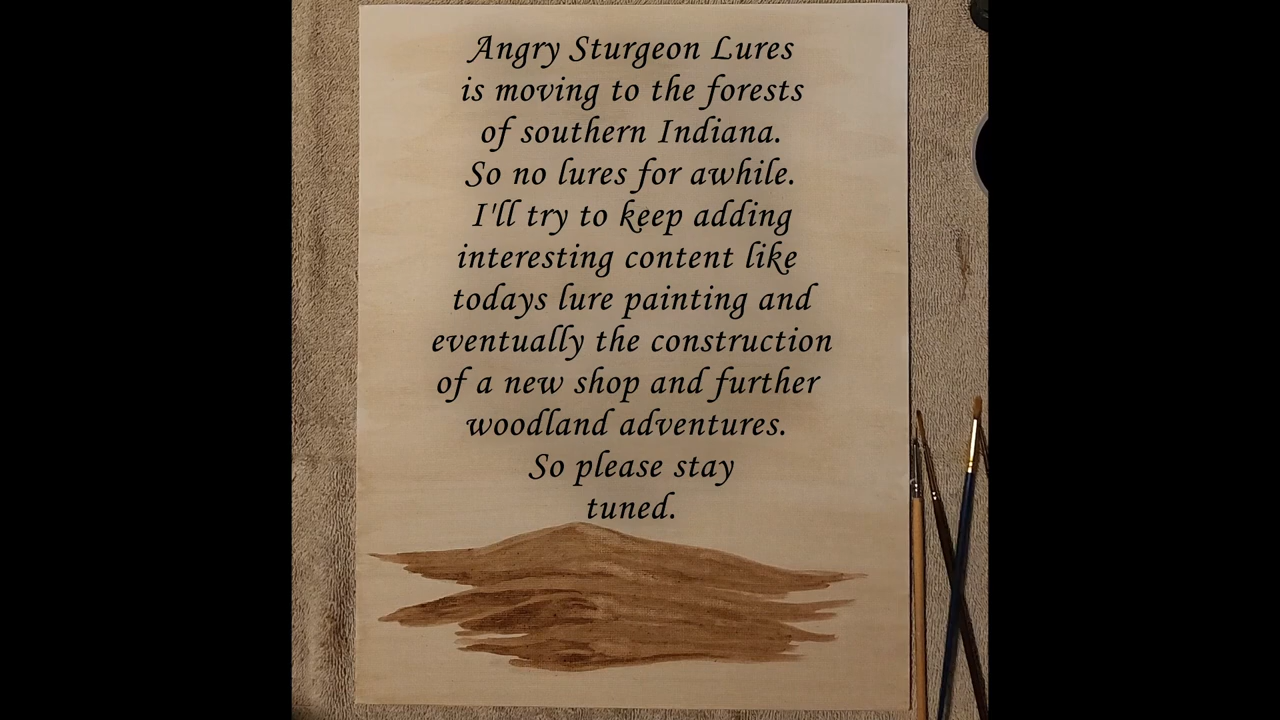 Angry Sturgeon Lures
is moving to the forests
of southern Indiana.
So no lures for awhile.
I'll try to keep adding
interesting content like
todays lure painting and
eventually the construction
of a new shop and further
woodland adventures.
So please stay
tuned.